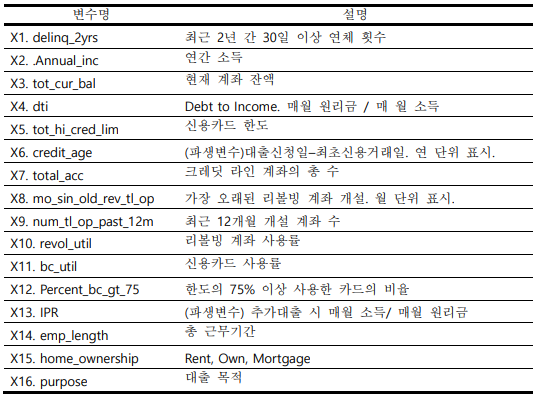 변수명 설명
X1. delinq_2yrs 최근 2년 간 30일 이상 연체 횟수
X2. .Annual_inc 연간 소득
X3. tot_cur_bal 현재 계좌 잔액
X4. dti Debt to Income. 매월 원리금 / 매 월 소득
X5. tot_hi_cred_lim 신용카드 한도
X6. credit_age (파생변수)대출신청일–최초신용거래일. 연 단위 표시.
X7. total_acc 크레딧 라인 계좌의 총 수
X8. mo_sin_old_rev_tl_op 가장 오래된 리볼빙 계좌 개설. 월 단위 표시.
X9. num_tl_op_past_12m 최근 12개월 개설 계좌 수
X10. revol_util 리볼빙 계좌 사용률
X11. bc_util 신용카드 사용률
X12. Percent_bc_gt_75 한도의 75% 이상 사용한 카드의 비율
X13. IPR (파생변수) 추가대출 시 매월 소득/ 매월 원리금
X14. emp_length 총 근무기간
X15. home_ownership Rent, Own, Mortgage
X16. purpose 대출 목적